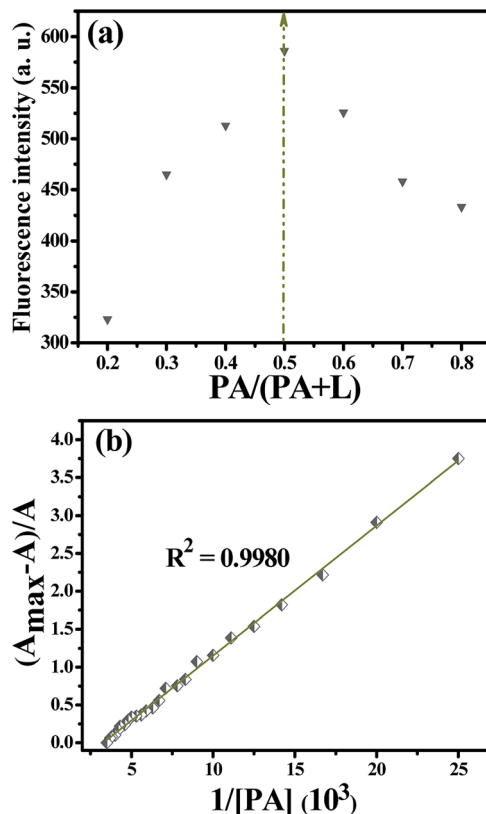 (a)
Fluorescence intensity (a. u.)
600
550
500
450
400
350
300
0.2 0.3 0.4 0.5 0.6 0.7 0.8
PA/(PA+L)
(b)
(Amax-A)/A
4.0
3.5
3.0
2.5
2.0
1.5
1.0
0.5
0.0
R² = 0.9980
5 10 15 20 25
1/[PA] (10³)